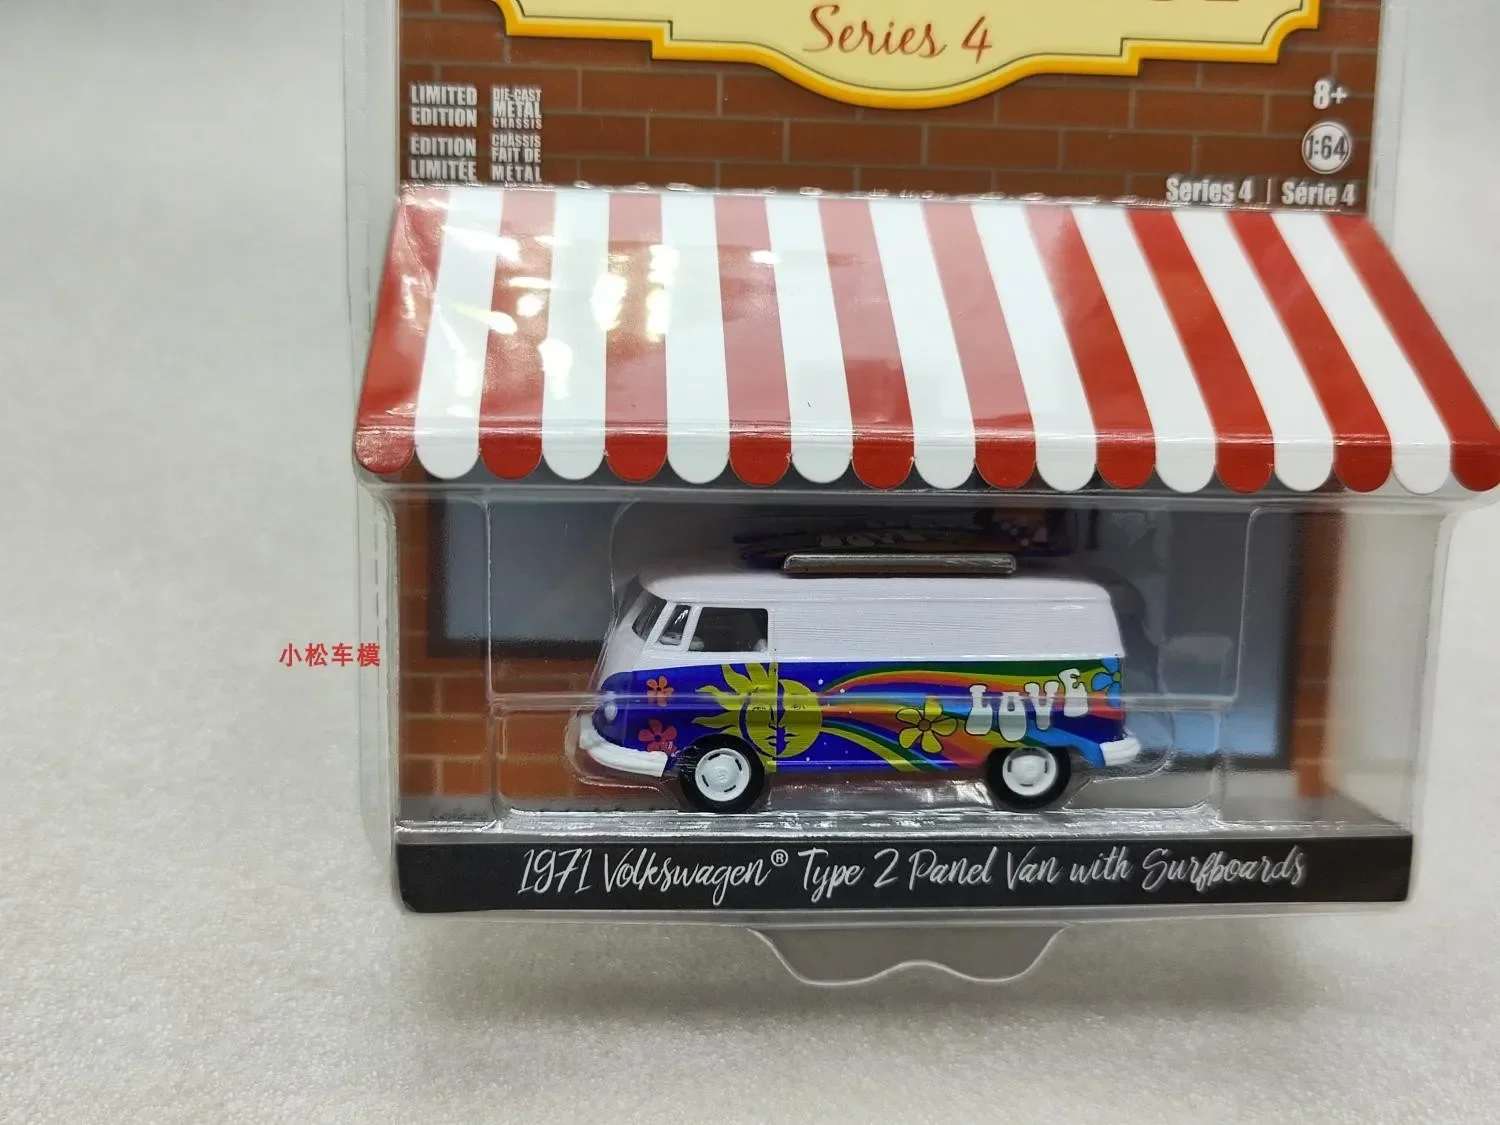 Series 4
LIMITED EDITION
DIE-CAST METAL CHASSIS
ÉDITION LIMITÉE
CHÂSSIS FAIT DE MÉTAL
8+
1:64
Series 4 | Série 4
LOVE
小松车模
1971 Volkswagen® Type 2 Panel Van with Surfboards